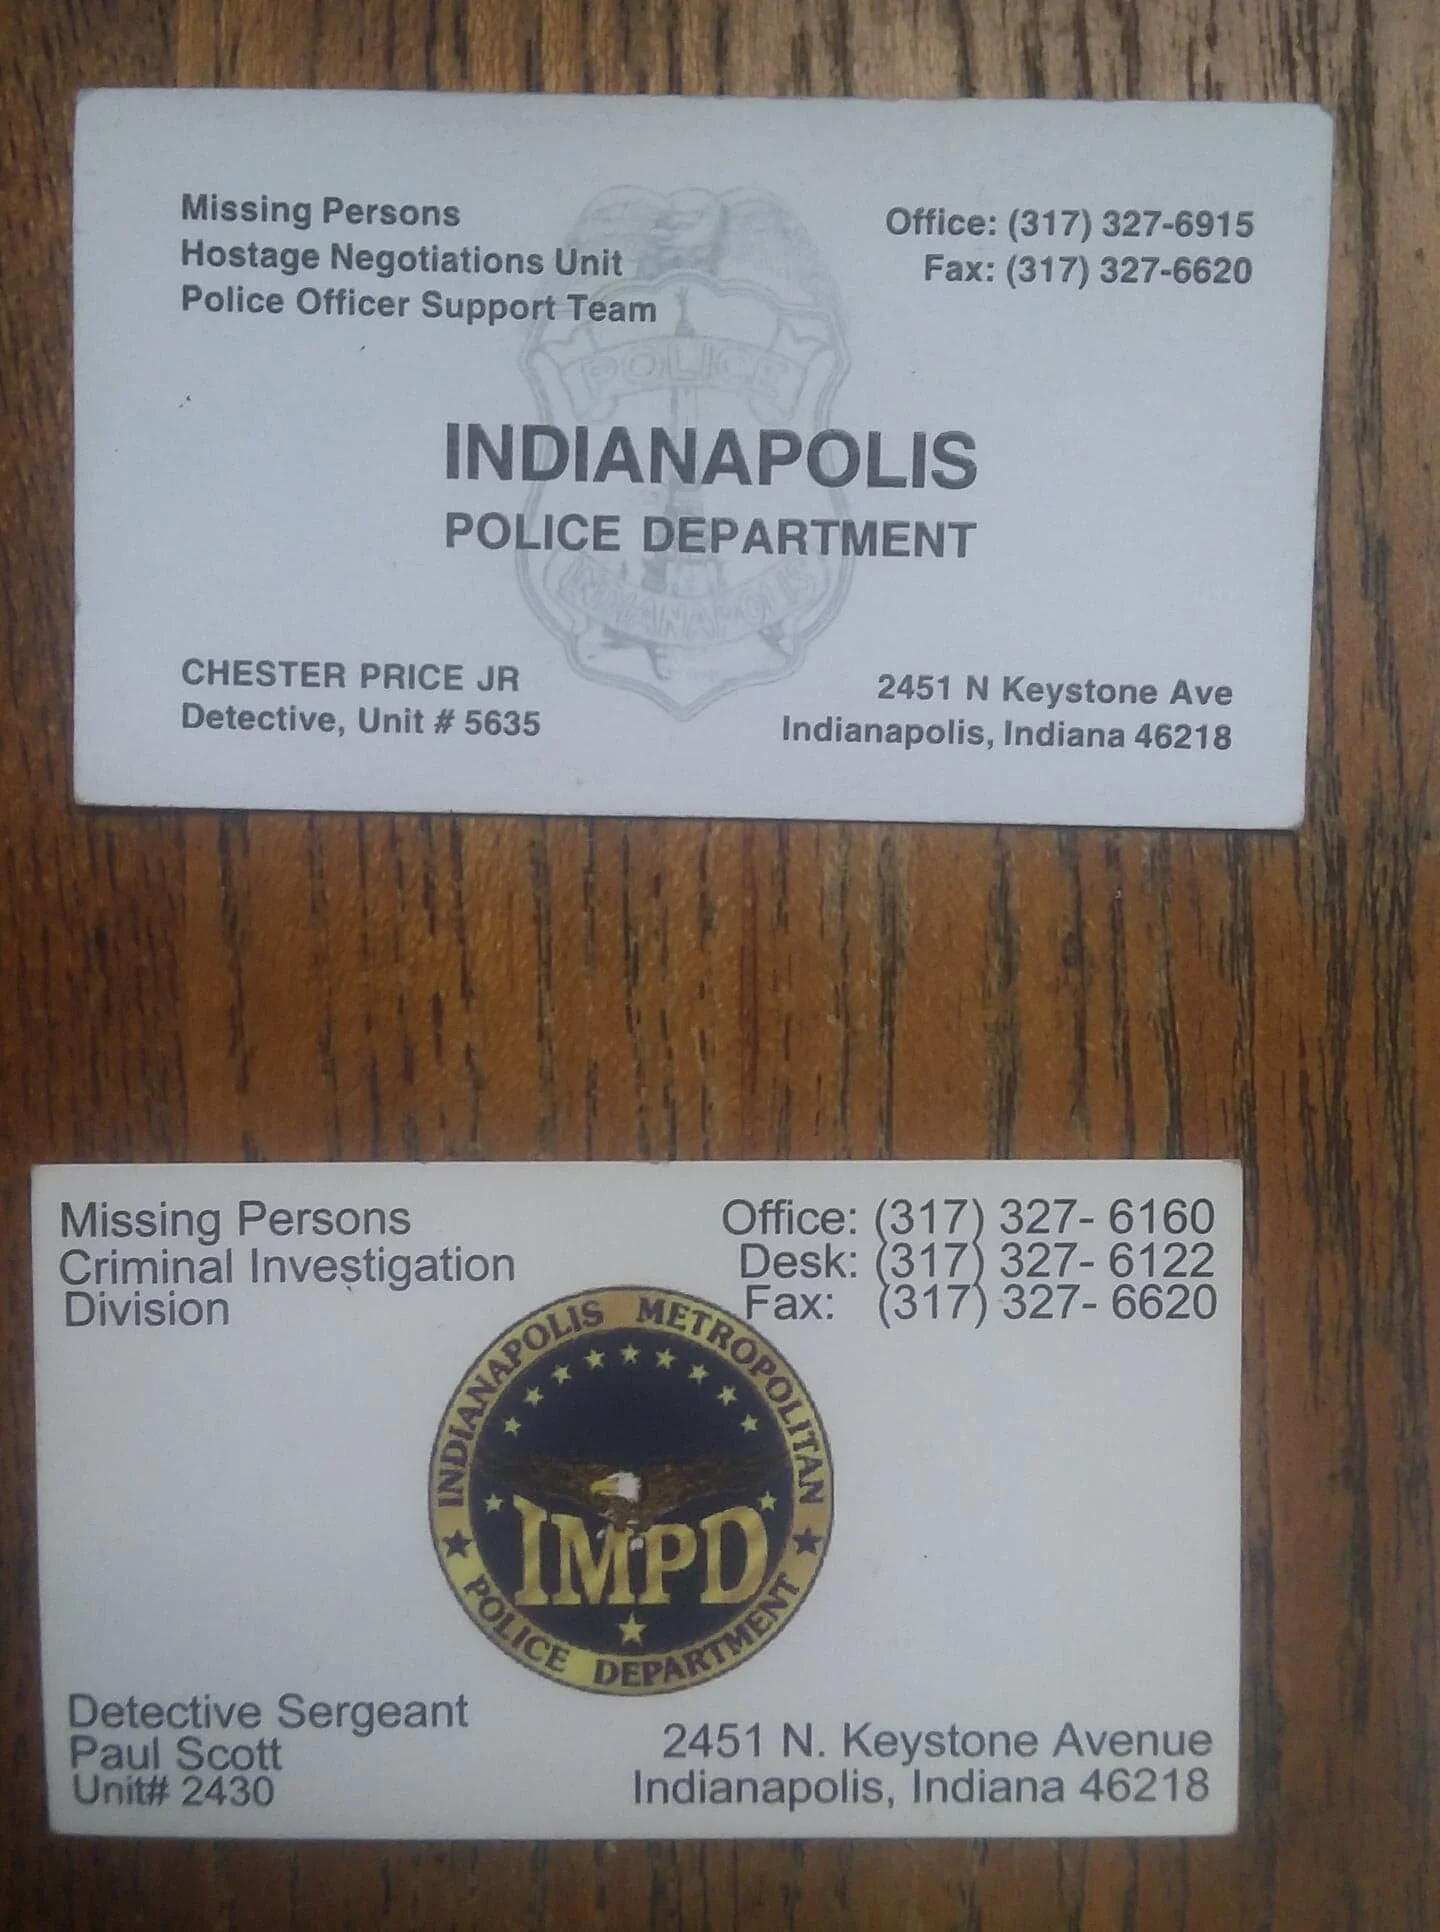 Missing Persons
Hostage Negotiations Unit
Police Officer Support Team
Office: (317) 327-6915
Fax: (317) 327-6620
POLICE
INDIANAPOLIS
POLICE DEPARTMENT
INDIANAPOLIS
CHESTER PRICE JR
Detective, Unit # 5635
2451 N Keystone Ave
Indianapolis, Indiana 46218
Missing Persons
Criminal Investigation
Division
Office: (317) 327- 6160
Desk: (317) 327- 6122
Fax: (317) 327- 6620
INDIANAPOLIS METROPOLITAN
IMPD
POLICE DEPARTMENT
Detective Sergeant
Paul Scott
Unit# 2430
2451 N. Keystone Avenue
Indianapolis, Indiana 46218